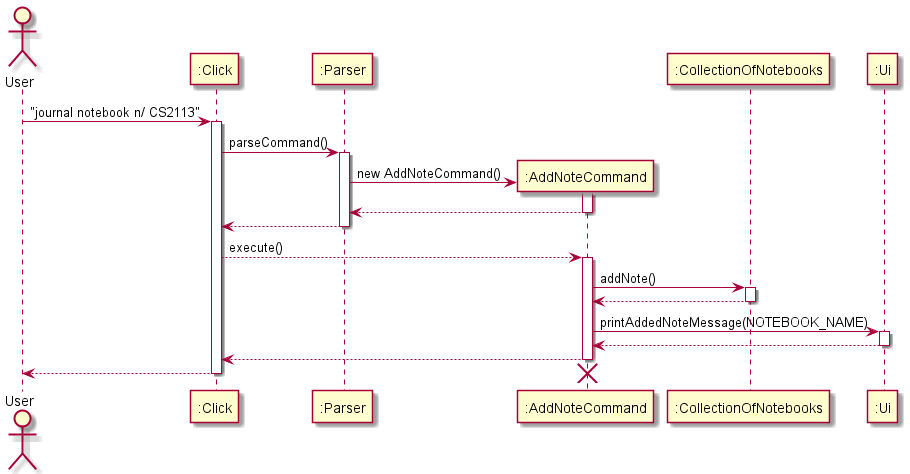 User
:Click
:Parser
:CollectionOfNotebooks
:Ui
"journal notebook n/ CS2113"
parseCommand()
new AddNoteCommand()
:AddNoteCommand
execute()
addNote()
printAddedNoteMessage(NOTEBOOK_NAME)
User
:Click
:Parser
:AddNoteCommand
:CollectionOfNotebooks
:Ui